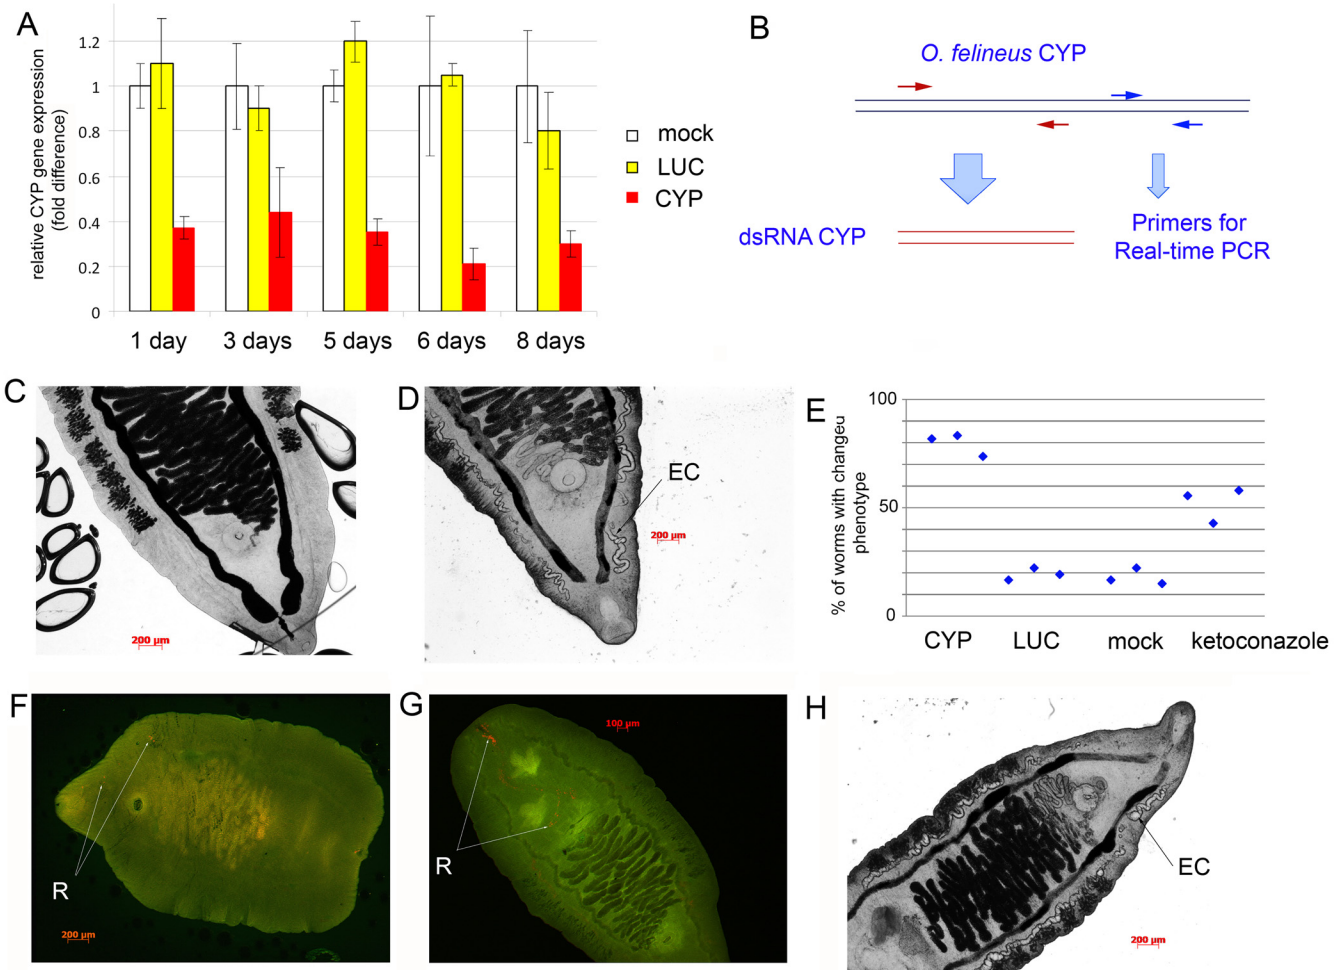 A
relative CYP gene expression
(fold difference)
1.2
1
0.8
0.6
0.4
0.2
0
1 day
3 days
5 days
6 days
8 days
mock
LUC
CYP
B
O. felineus CYP
dsRNA CYP
Primers for
Real-time PCR
C
200 µm
D
EC
200 µm
E
% of worms with changeu
phenotype
100
50
0
CYP
LUC
mock
ketoconazole
F
R
200 µm
G
100 µm
R
H
EC
200 µm